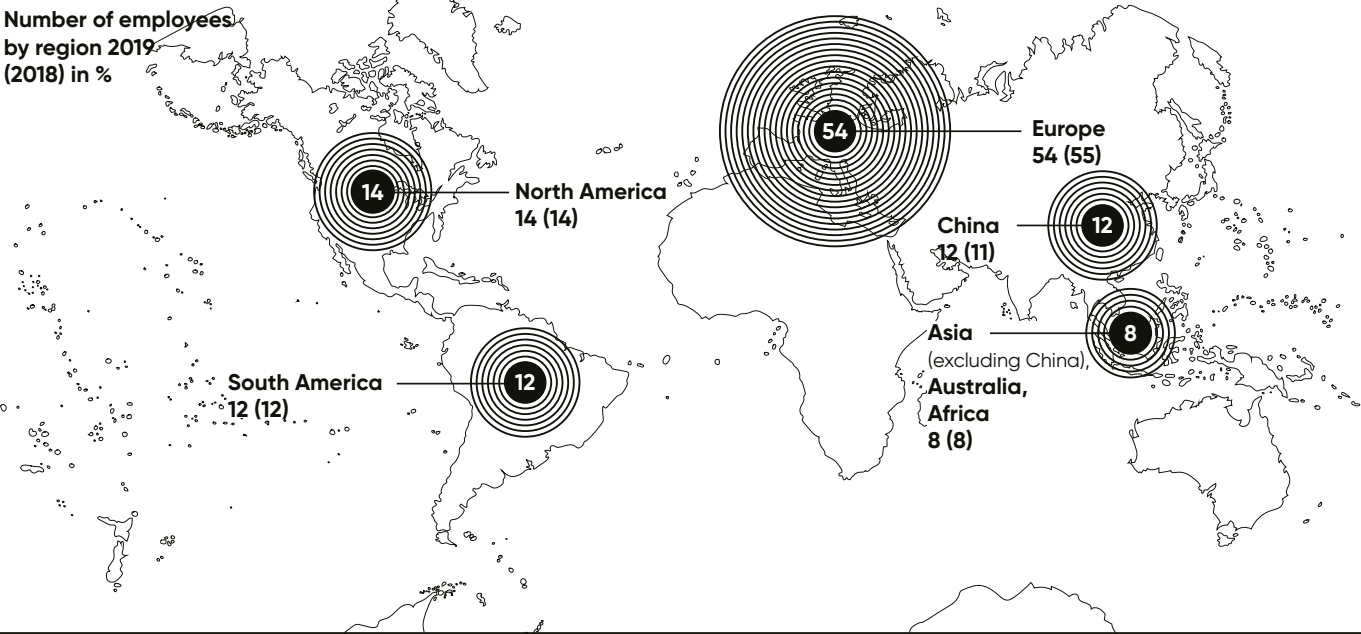 Number of employees
by region 2019
(2018) in %
54
Europe
54 (55)
14
North America
14 (14)
China
12 (11)
12
Asia
(excluding China),
Australia,
Africa
8 (8)
8
South America
12 (12)
12